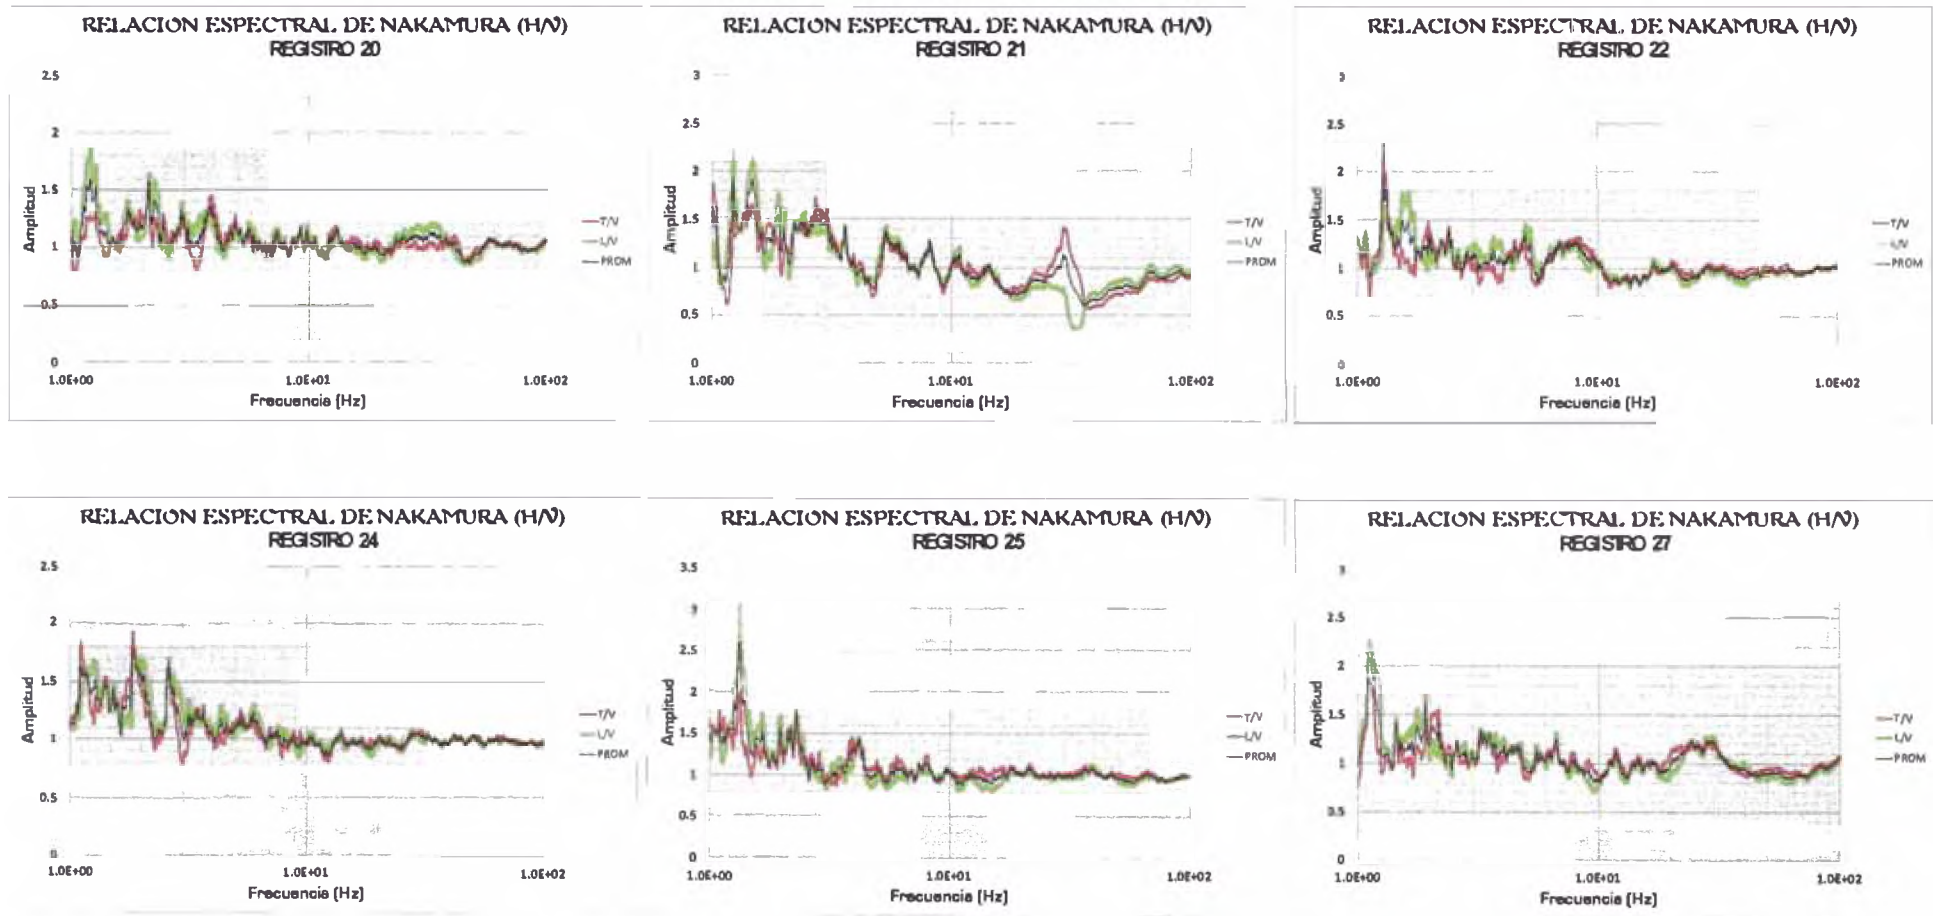 RELACION ESPECTRAL DE NAKAMURA (H/V)
REGISTRO 20
2.5
2
1.5
1
0.5
0
Amplitud
1.0E+00 1.0E+01 1.0E+02
Frecuencia (Hz)
T/V
L/V
PROM
RELACION ESPECTRAL DE NAKAMURA (H/V)
REGISTRO 21
3
2.5
2
1.5
1
0.5
0
Amplitud
1.0E+00 1.0E+01 1.0E+02
Frecuencia (Hz)
T/V
L/V
PROM
RELACION ESPECTRAL DE NAKAMURA (H/V)
REGISTRO 22
3
2.5
2
1.5
1
0.5
0
Amplitud
1.0E+00 1.0E+01 1.0E+02
Frecuencia (Hz)
T/V
L/V
PROM
RELACION ESPECTRAL DE NAKAMURA (H/V)
REGISTRO 24
2.5
2
1.5
1
0.5
0
Amplitud
1.0E+00 1.0E+01 1.0E+02
Frecuencia (Hz)
T/V
L/V
PROM
RELACION ESPECTRAL DE NAKAMURA (H/V)
REGISTRO 25
3.5
3
2.5
2
1.5
1
0.5
0
Amplitud
1.0E+00 1.0E+01 1.0E+02
Frecuencia (Hz)
T/V
L/V
PROM
RELACION ESPECTRAL DE NAKAMURA (H/V)
REGISTRO 27
3
2.5
2
1.5
1
0.5
0
Amplitud
1.0E+00 1.0E+01 1.0E+02
Frecuencia (Hz)
T/V
L/V
PROM